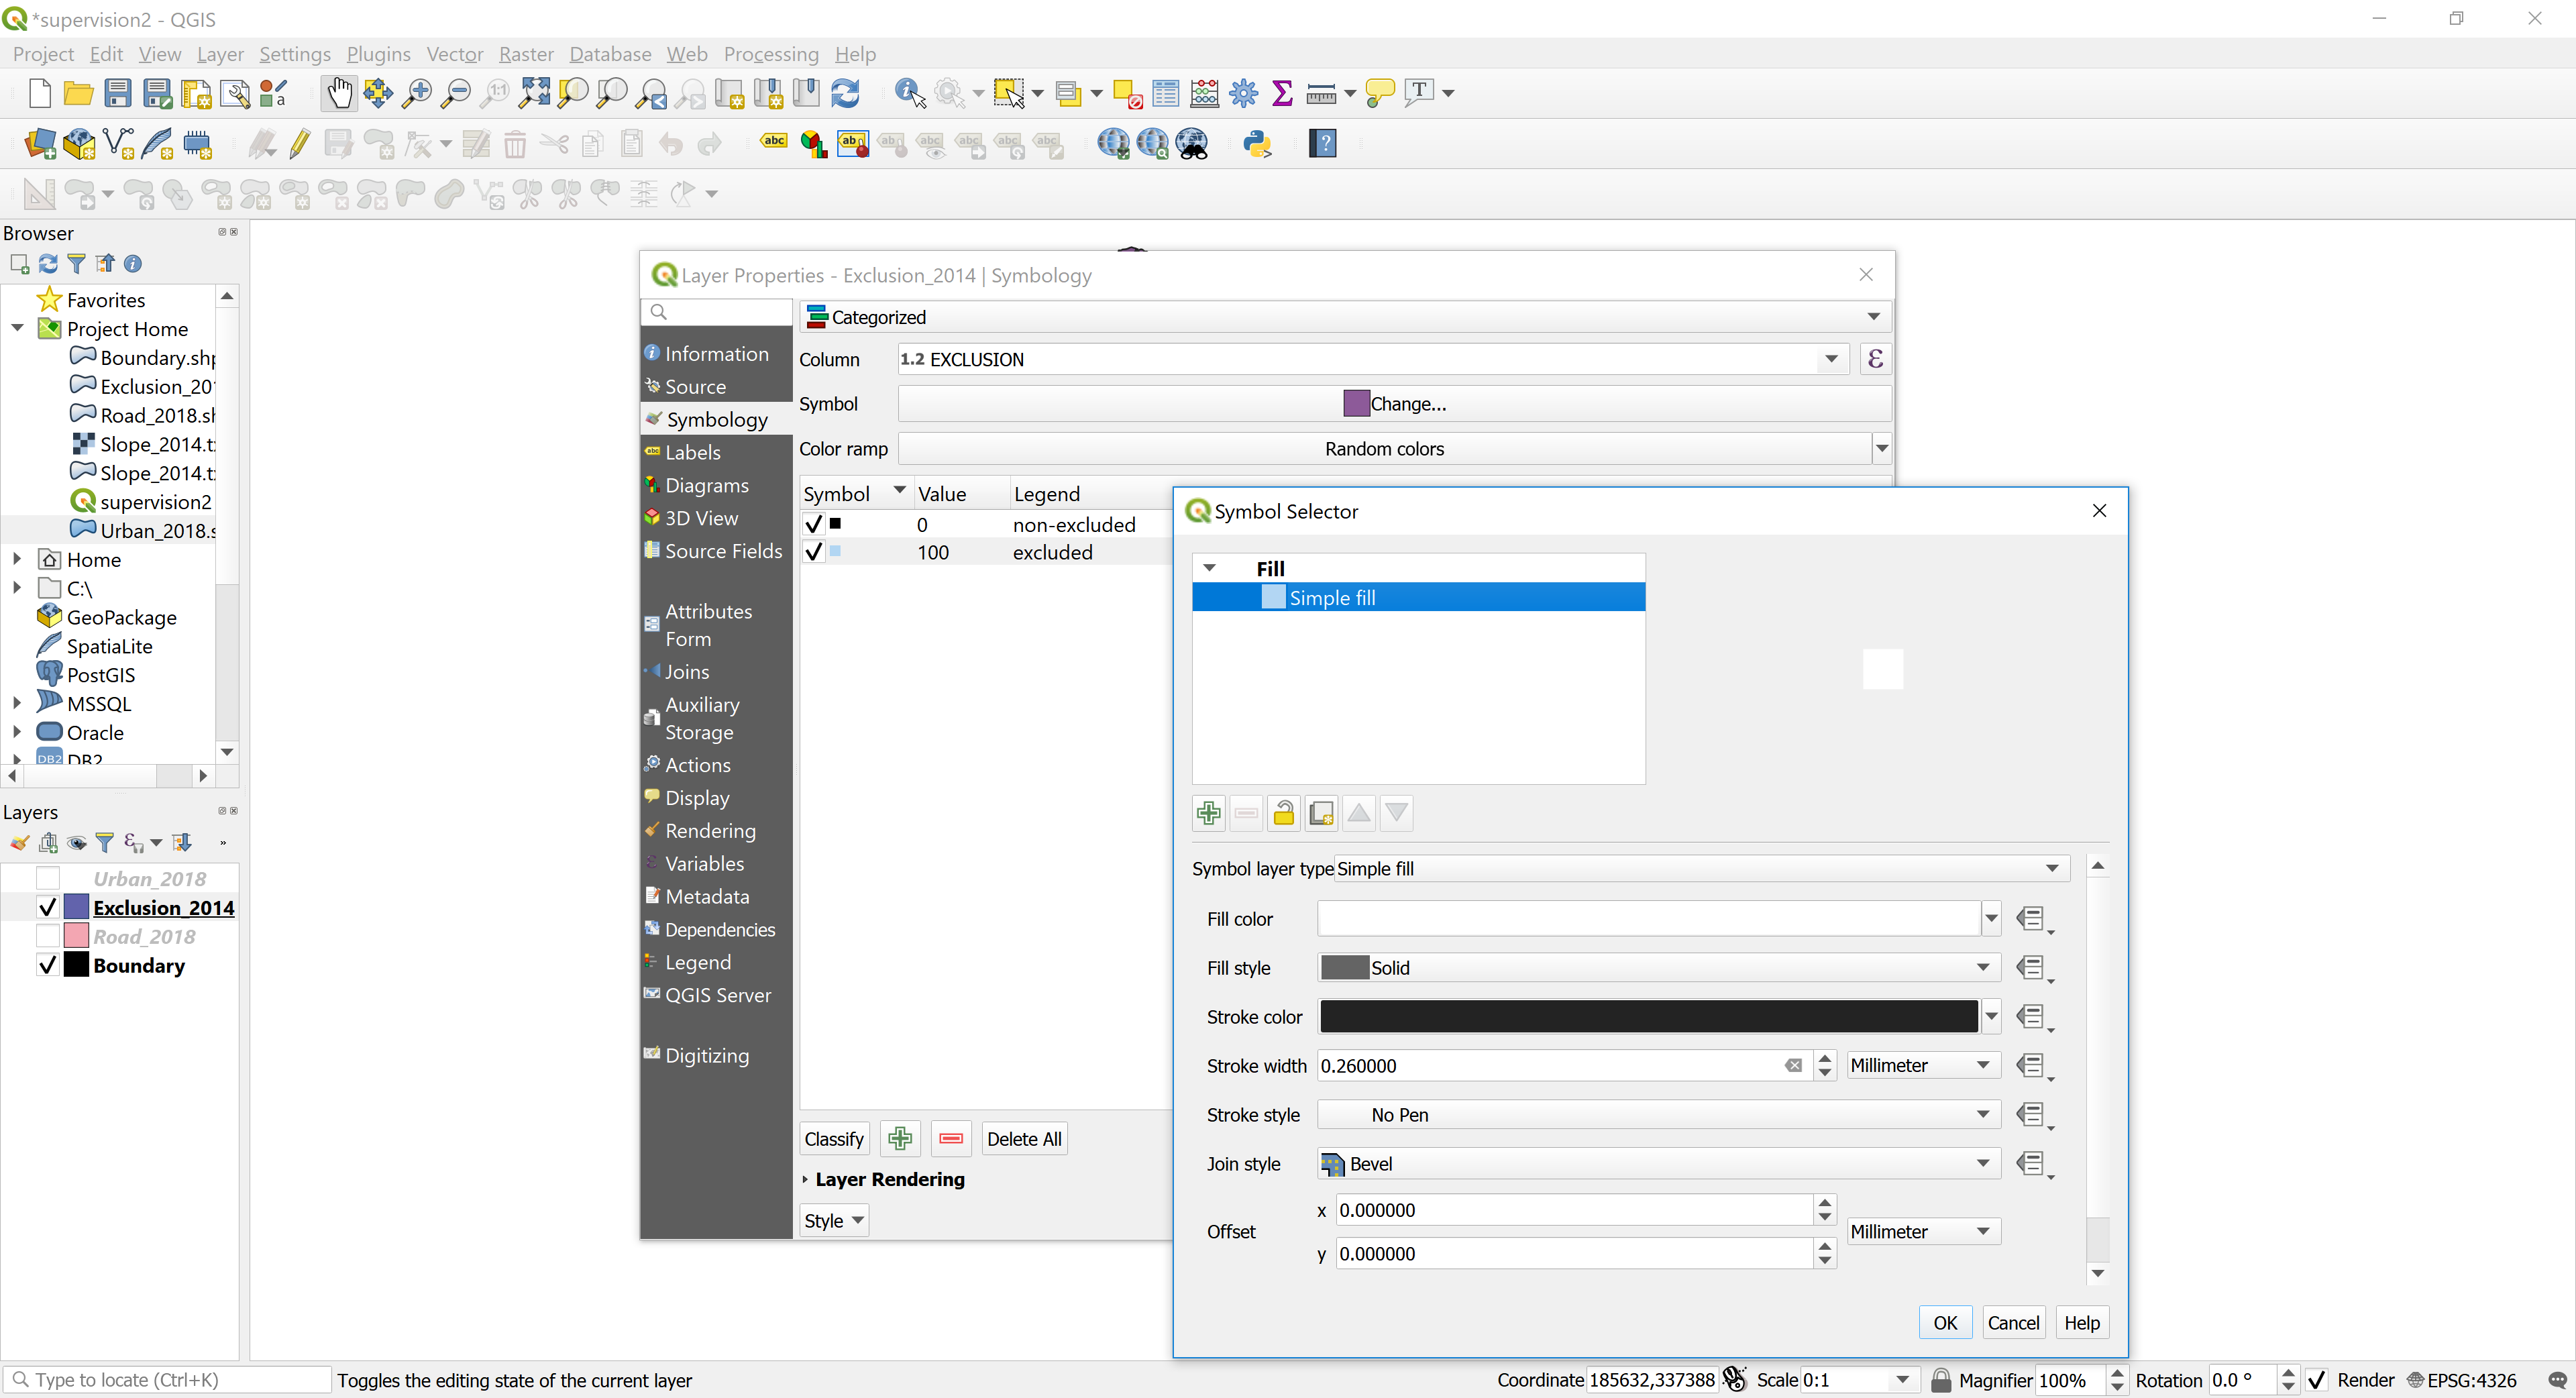 *supervision2 - QGIS
Project Edit View Layer Settings Plugins Vector Raster Database Web Processing Help
Browser
Favorites
Project Home
Boundary.shp
Exclusion_201
Road_2018.sh
Slope_2014.t
Slope_2014.t
supervision2
Urban_2018.s
Home
C:\
GeoPackage
SpatiaLite
PostGIS
MSSQL
Oracle
DB2
Layers
Urban_2018
Exclusion_2014
Road_2018
Boundary
Layer Properties - Exclusion_2014 | Symbology
Information
Source
Symbology
Labels
Diagrams
3D View
Source Fields
Attributes
Form
Joins
Auxiliary
Storage
Actions
Display
Rendering
Variables
Metadata
Dependencies
Legend
QGIS Server
Digitizing
Categorized
Column 1.2 EXCLUSION
Symbol Change...
Color ramp Random colors
Symbol Value Legend
0 non-excluded
100 excluded
Classify Delete All
Layer Rendering
Style
Symbol Selector
Fill
Simple fill
Symbol layer type Simple fill
Fill color
Fill style Solid
Stroke color
Stroke width 0.260000 Millimeter
Stroke style No Pen
Join style Bevel
Offset x 0.000000 Millimeter
y 0.000000
OK Cancel Help
Type to locate (Ctrl+K) Toggles the editing state of the current layer Coordinate 185632,337388 Scale 0:1 Magnifier 100% Rotation 0.0 ° Render EPSG:4326